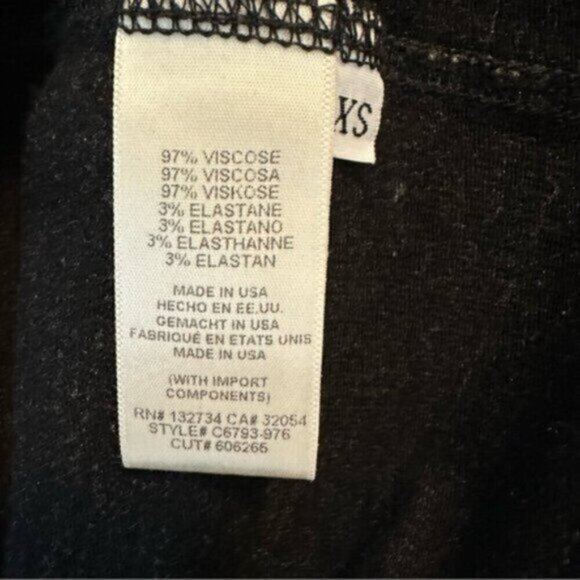 XS
97% VISCOSE
97% VISCOSA
97% VISKOSE
3% ELASTANE
3% ELASTANO
3% ELASTHANNE
3% ELASTAN
MADE IN USA
HECHO EN EE.UU.
GEMACHT IN USA
FABRIQUÉ EN ETATS UNIS
MADE IN USA
(WITH IMPORT
COMPONENTS)
RN# 132734 CA# 32054
STYLE# C6793-976
CUT# 606265